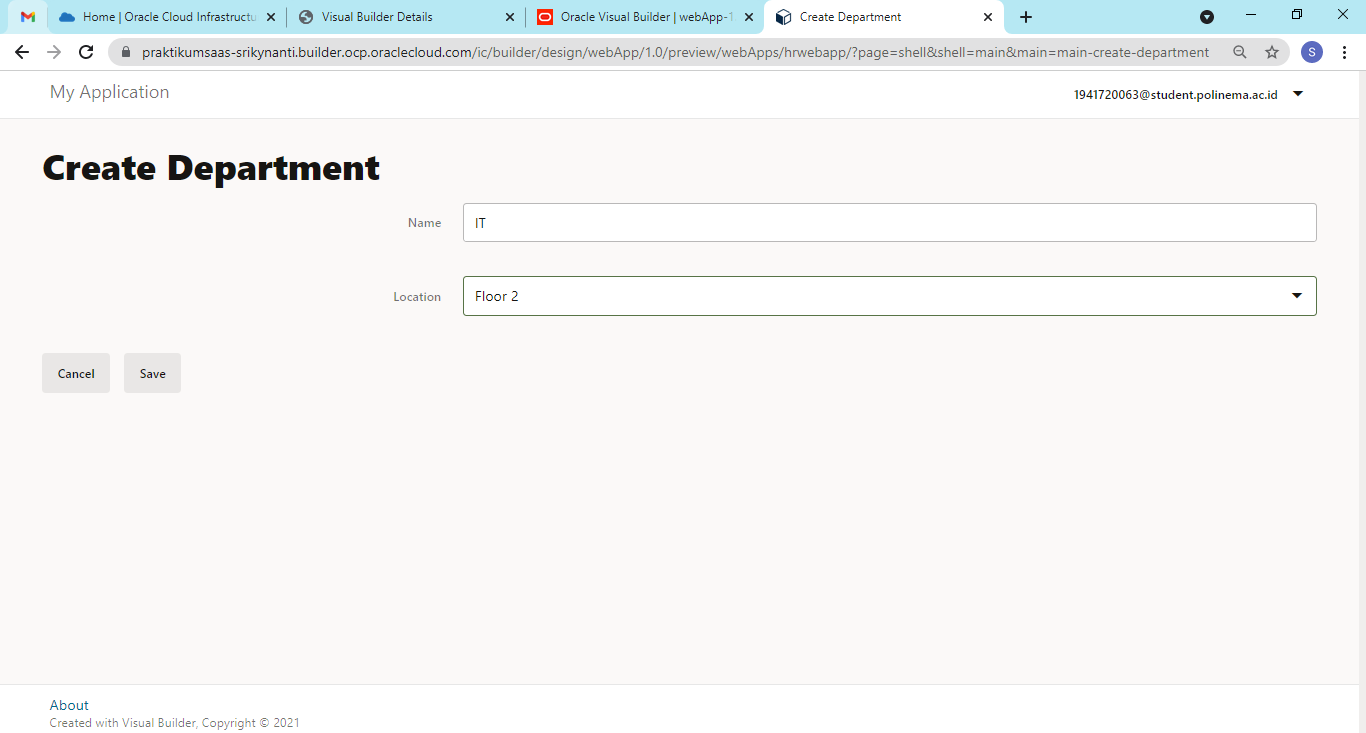 Home | Oracle Cloud Infrastructu
Visual Builder Details
Oracle Visual Builder | webApp-1
Create Department
praktikumsaas-srikynanti.builder.ocp.oraclecloud.com/ic/builder/design/webApp/1.0/preview/webApps/hrwebapp/?page=shell&shell=main&main=main-create-department
S
My Application
1941720063@student.polinema.ac.id
Create Department
Name
IT
Location
Floor 2
Cancel
Save
About
Created with Visual Builder, Copyright © 2021